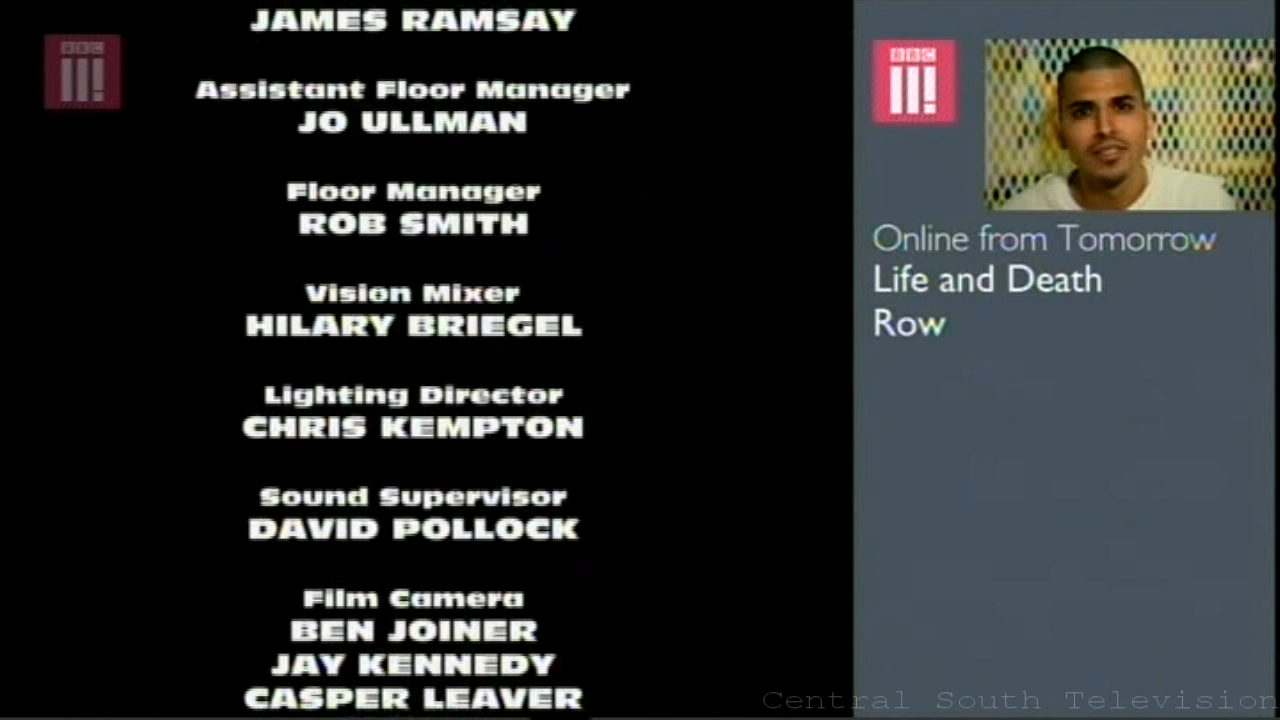 JAMES RAMSAY
Assistant Floor Manager
JO ULLMAN
Floor Manager
ROB SMITH
Vision Mixer
HILARY BRIEGEL
Lighting Director
CHRIS KEMPTON
Sound Supervisor
DAVID POLLOCK
Film Camera
BEN JOINER
JAY KENNEDY
CASPER LEAVER
BBC
BBC
Online from Tomorrow
Life and Death
Row
Central South Television